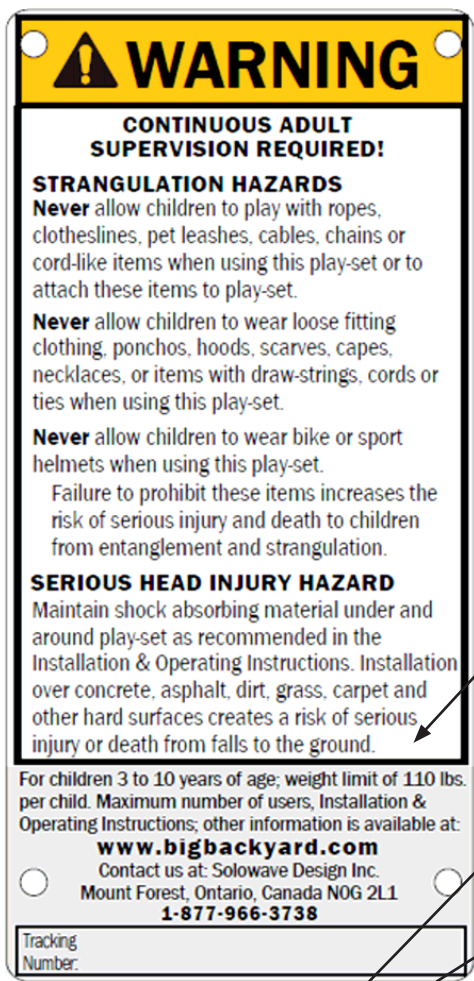 WARNING
CONTINUOUS ADULT
SUPERVISION REQUIRED!
STRANGULATION HAZARDS
Never allow children to play with ropes,
clotheslines, pet leashes, cables, chains or
cord-like items when using this play-set or to
attach these items to play-set.
Never allow children to wear loose fitting
clothing, ponchos, hoods, scarves, capes,
necklaces, or items with draw-strings, cords or
ties when using this play-set.
Never allow children to wear bike or sport
helmets when using this play-set.
Failure to prohibit these items increases the
risk of serious injury and death to children
from entanglement and strangulation.
SERIOUS HEAD INJURY HAZARD
Maintain shock absorbing material under and
around play-set as recommended in the
Installation & Operating Instructions. Installation
over concrete, asphalt, dirt, grass, carpet and
other hard surfaces creates a risk of serious
injury or death from falls to the ground.
For children 3 to 10 years of age; weight limit of 110 lbs.
per child. Maximum number of users, Installation &
Operating Instructions; other information is available at:
www.bigbackyard.com
Contact us at: Solowave Design Inc.
Mount Forest, Ontario, Canada N0G 2L1
1-877-966-3738
Tracking
Number: